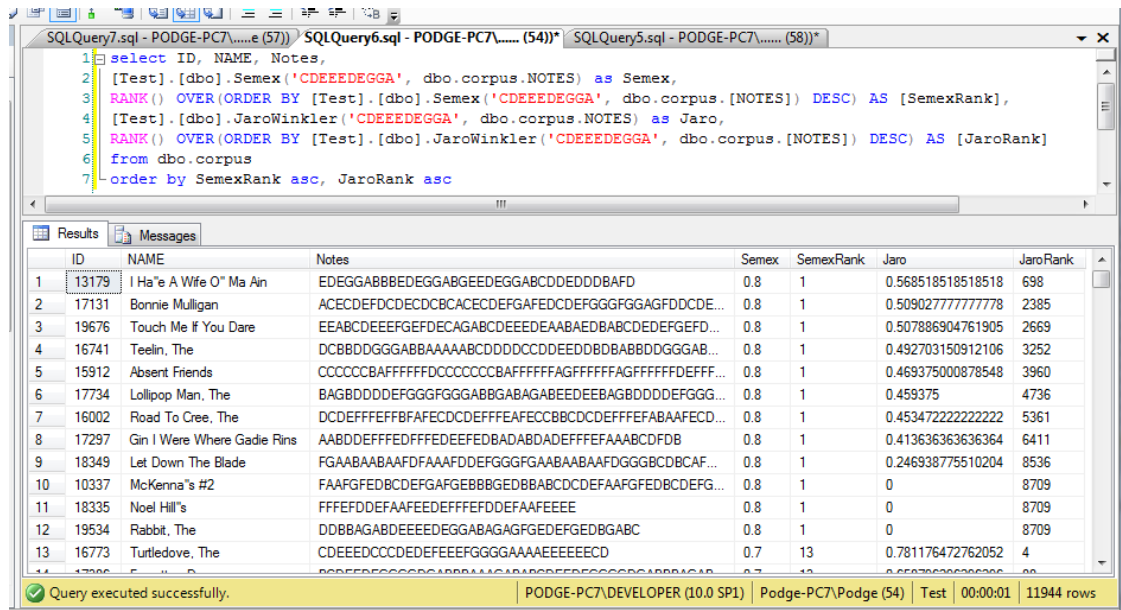 SQLQuery7.sql - PODGE-PC7\.....e (57)) SQLQuery6.sql - PODGE-PC7\...... (54))* SQLQuery5.sql - PODGE-PC7\...... (58))*
1 select ID, NAME, Notes,
2 [Test].[dbo].Semex('CDEEEDEGGA', dbo.corpus.NOTES) as Semex,
3 RANK() OVER(ORDER BY [Test].[dbo].Semex('CDEEEDEGGA', dbo.corpus.[NOTES]) DESC) AS [SemexRank],
4 [Test].[dbo].JaroWinkler('CDEEEDEGGA', dbo.corpus.NOTES) as Jaro,
5 RANK() OVER(ORDER BY [Test].[dbo].JaroWinkler('CDEEEDEGGA', dbo.corpus.[NOTES]) DESC) AS [JaroRank]
6 from dbo.corpus
7 order by SemexRank asc, JaroRank asc
Results Messages
ID NAME Notes Semex SemexRank Jaro JaroRank
1 13179 I Ha"e A Wife O" Ma Ain EDEGGABBBEDEGGABGEEDEGGABCDDEDDDBAFD 0.8 1 0.568518518518518 698
2 17131 Bonnie Mulligan ACECDEFDCDECDCBCACECDEFGAFEDCDEFGGGFGGAGFDDCDE... 0.8 1 0.509027777777778 2385
3 19676 Touch Me If You Dare EEABCDEEEFGEFDECAGABCDEEEDEAABAEDBABCDEDEFGEFD... 0.8 1 0.507886904761905 2669
4 16741 Teelin, The DCBBDDGGGABBAAAAABCDDDDCCDDEEDDBDBABBDDGGGAB... 0.8 1 0.492703150912106 3252
5 15912 Absent Friends CCCCCCBAFFFFFFDCCCCCCCBAFFFFFFAGFFFFFFAGFFFFFFDEFFF... 0.8 1 0.469375000878548 3960
6 17734 Lollipop Man, The BAGBDDDDEFGGGFGGGABBGABAGABEEDEEBAGBDDDDEFGGG... 0.8 1 0.459375 4736
7 16002 Road To Cree, The DCDEFFFEFFBFAFECDCDEFFFEAFECCBBCDCDEFFFEFABAAFECD... 0.8 1 0.453472222222222 5361
8 17297 Gin I Were Where Gadie Rins AABDDEFFFEDFFFEDEEFEDBADABDADEFFFEFAAABCDFDB 0.8 1 0.413636363636364 6411
9 18349 Let Down The Blade FGAABAABAAFDFAAAFDDEFGGGFGAABAABAAFDGGGBCDBCAF... 0.8 1 0.246938775510204 8536
10 10337 McKenna"s #2 FAAFGFEDBCDEFGAFGEBBBGEDBBABCDCDEFAAFGFEDBCDEFG... 0.8 1 0 8709
11 18335 Noel Hill"s FFFEFDDEFAAFEEDEFFFEFDDEFAAFEEEE 0.8 1 0 8709
12 19534 Rabbit, The DDBBAGABDEEEEDEGGABAGAGFGEDEFGEDBGABC 0.8 1 0 8709
13 16773 Turtledove, The CDEEEDCCCDEDEFEEEFGGGGAAAAEEEEEECD 0.7 13 0.781176472762052 4
Query executed successfully. PODGE-PC7\DEVELOPER (10.0 SP1) Podge-PC7\Podge (54) Test 00:00:01 11944 rows